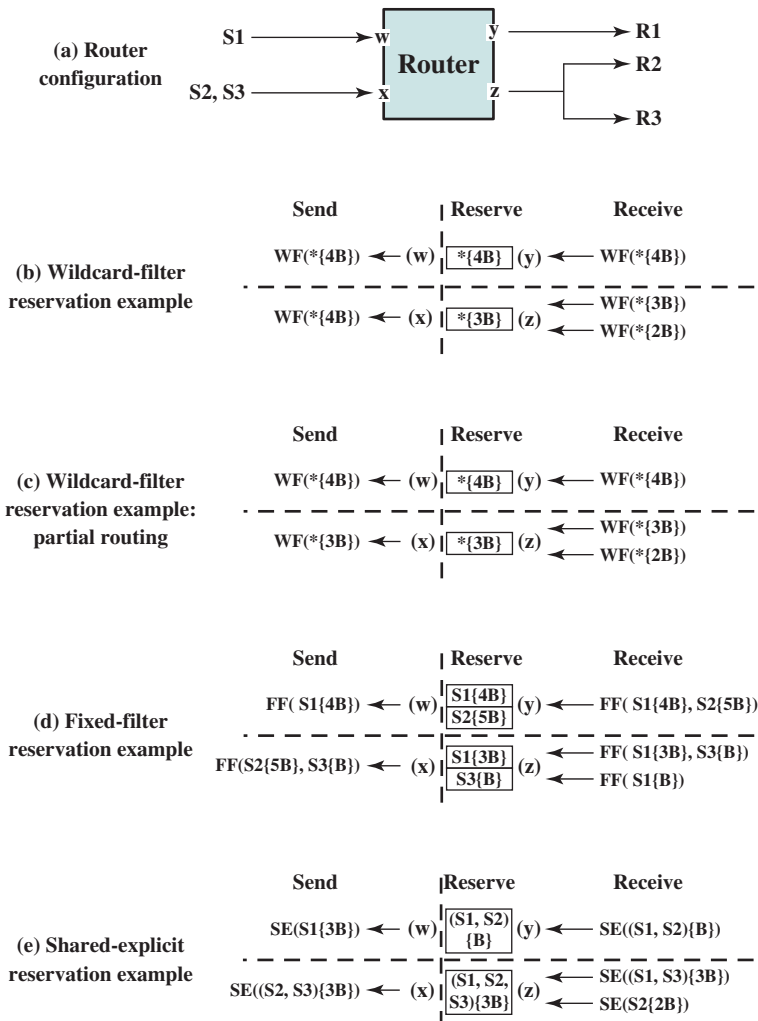 (a) Router
configuration
S1
S2, S3
w
x
Router
y
z
R1
R2
R3
(b) Wildcard-filter
reservation example
Send Reserve Receive
WF(*{4B}) (w) *{4B} (y) WF(*{4B})
WF(*{4B}) (x) *{3B} (z) WF(*{3B})
WF(*{2B})
(c) Wildcard-filter
reservation example:
partial routing
Send Reserve Receive
WF(*{4B}) (w) *{4B} (y) WF(*{4B})
WF(*{3B}) (x) *{3B} (z) WF(*{3B})
WF(*{2B})
(d) Fixed-filter
reservation example
Send Reserve Receive
FF( S1{4B}) (w) S1{4B} (y) FF( S1{4B}, S2{5B})
S2{5B}
FF(S2{5B}, S3{B}) (x) S1{3B} (z) FF( S1{3B}, S3{B})
S3{B} FF( S1{B})
(e) Shared-explicit
reservation example
Send Reserve Receive
SE(S1{3B}) (w) (S1, S2) (y) SE((S1, S2){B})
{B}
SE((S2, S3){3B}) (x) (S1, S2, (z) SE((S1, S3){3B})
S3){3B} SE(S2{2B})